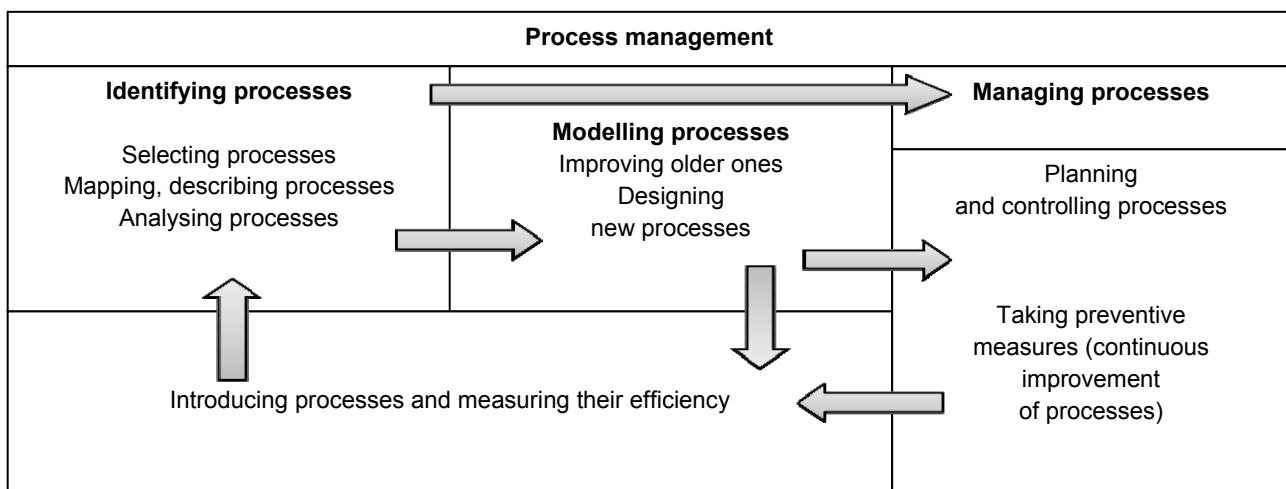 Process management
Identifying processes
Selecting processes
Mapping, describing processes
Analysing processes
Modelling processes
Improving older ones
Designing
new processes
Managing processes
Planning
and controlling processes
Taking preventive
measures (continuous
improvement
of processes)
Introducing processes and measuring their efficiency